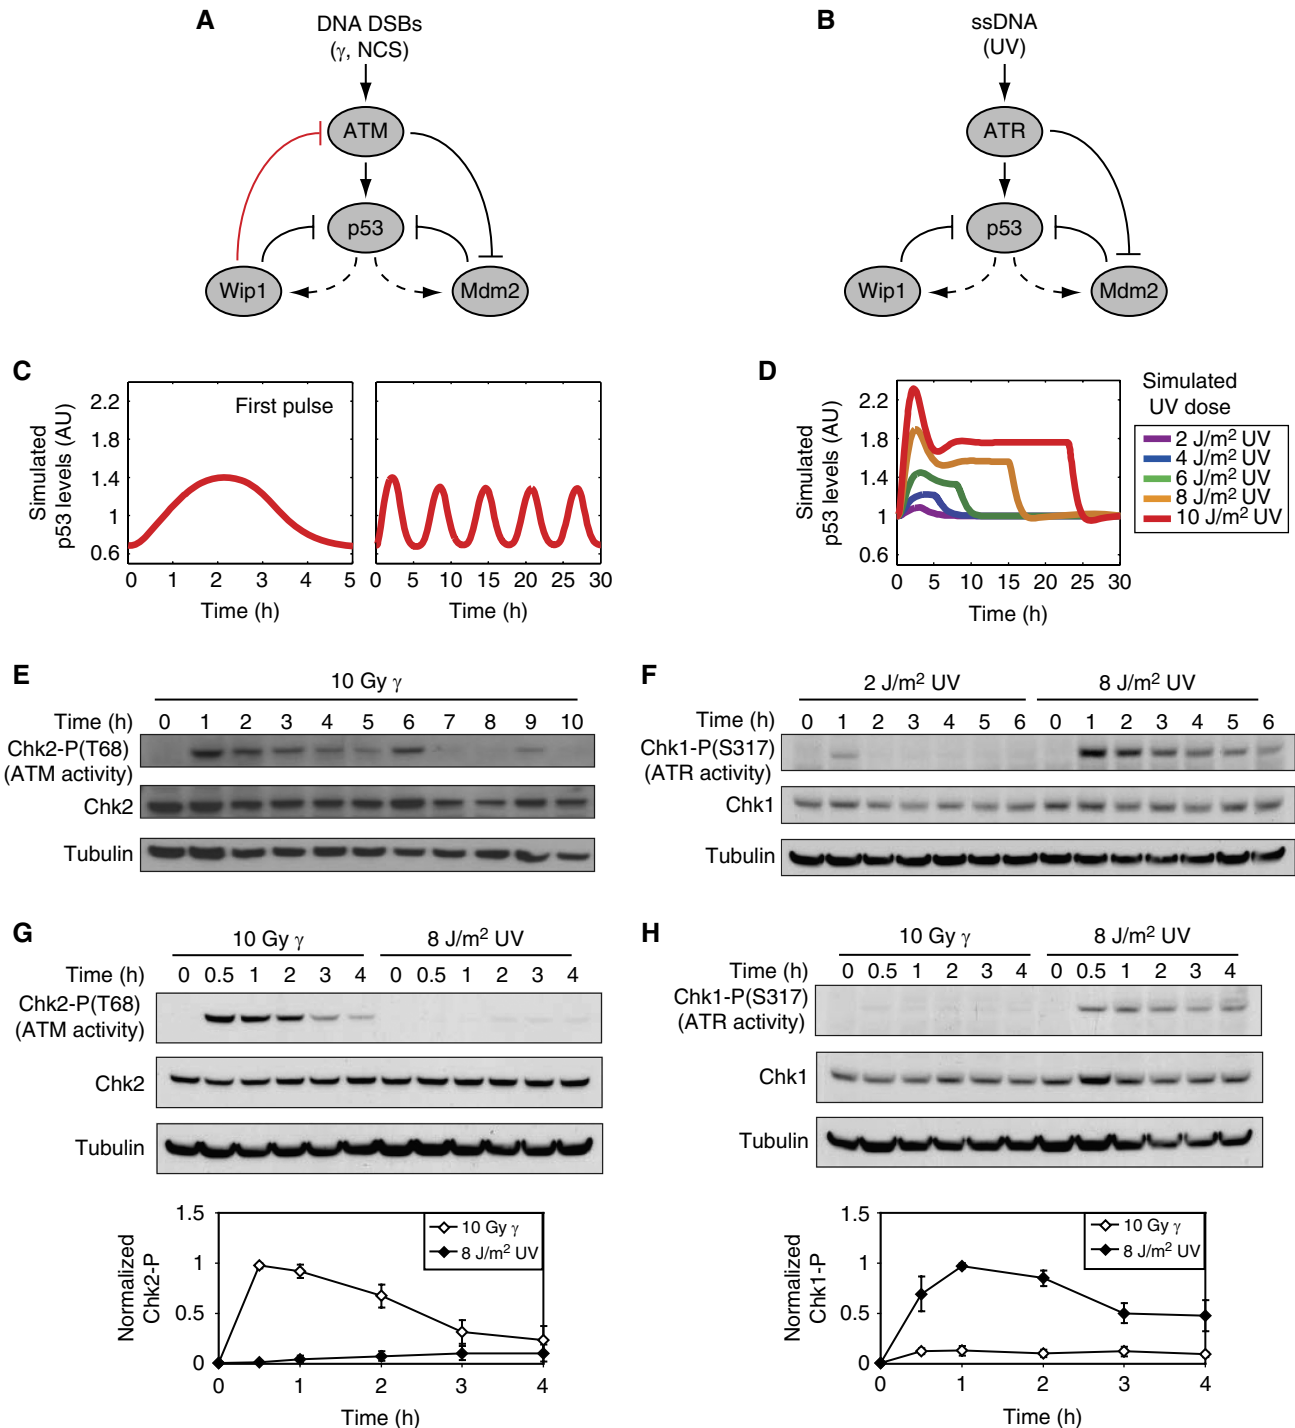 A
DNA DSBs
(γ, NCS)
ATM
p53
Wip1
Mdm2
B
ssDNA
(UV)
ATR
p53
Wip1
Mdm2
C
Simulated
p53 levels (AU)
2.2
1.8
1.4
1
0.6
First pulse
0 1 2 3 4 5
Time (h)
0 5 10 15 20 25 30
Time (h)
D
Simulated
p53 levels (AU)
2.2
1.8
1.4
1
0.6
0 5 10 15 20 25 30
Time (h)
Simulated
UV dose
2 J/m² UV
4 J/m² UV
6 J/m² UV
8 J/m² UV
10 J/m² UV
E
10 Gy γ
Time (h) 0 1 2 3 4 5 6 7 8 9 10
Chk2-P(T68)
(ATM activity)
Chk2
Tubulin
F
2 J/m² UV 8 J/m² UV
Time (h) 0 1 2 3 4 5 6 0 1 2 3 4 5 6
Chk1-P(S317)
(ATR activity)
Chk1
Tubulin
G
10 Gy γ 8 J/m² UV
Time (h) 0 0.5 1 2 3 4 0 0.5 1 2 3 4
Chk2-P(T68)
(ATM activity)
Chk2
Tubulin
Normalized
Chk2-P
1.5
1
0.5
0
10 Gy γ
8 J/m² UV
0 1 2 3 4
Time (h)
H
10 Gy γ 8 J/m² UV
Time (h) 0 0.5 1 2 3 4 0 0.5 1 2 3 4
Chk1-P(S317)
(ATR activity)
Chk1
Tubulin
Normalized
Chk1-P
1.5
1
0.5
0
10 Gy γ
8 J/m² UV
0 1 2 3 4
Time (h)